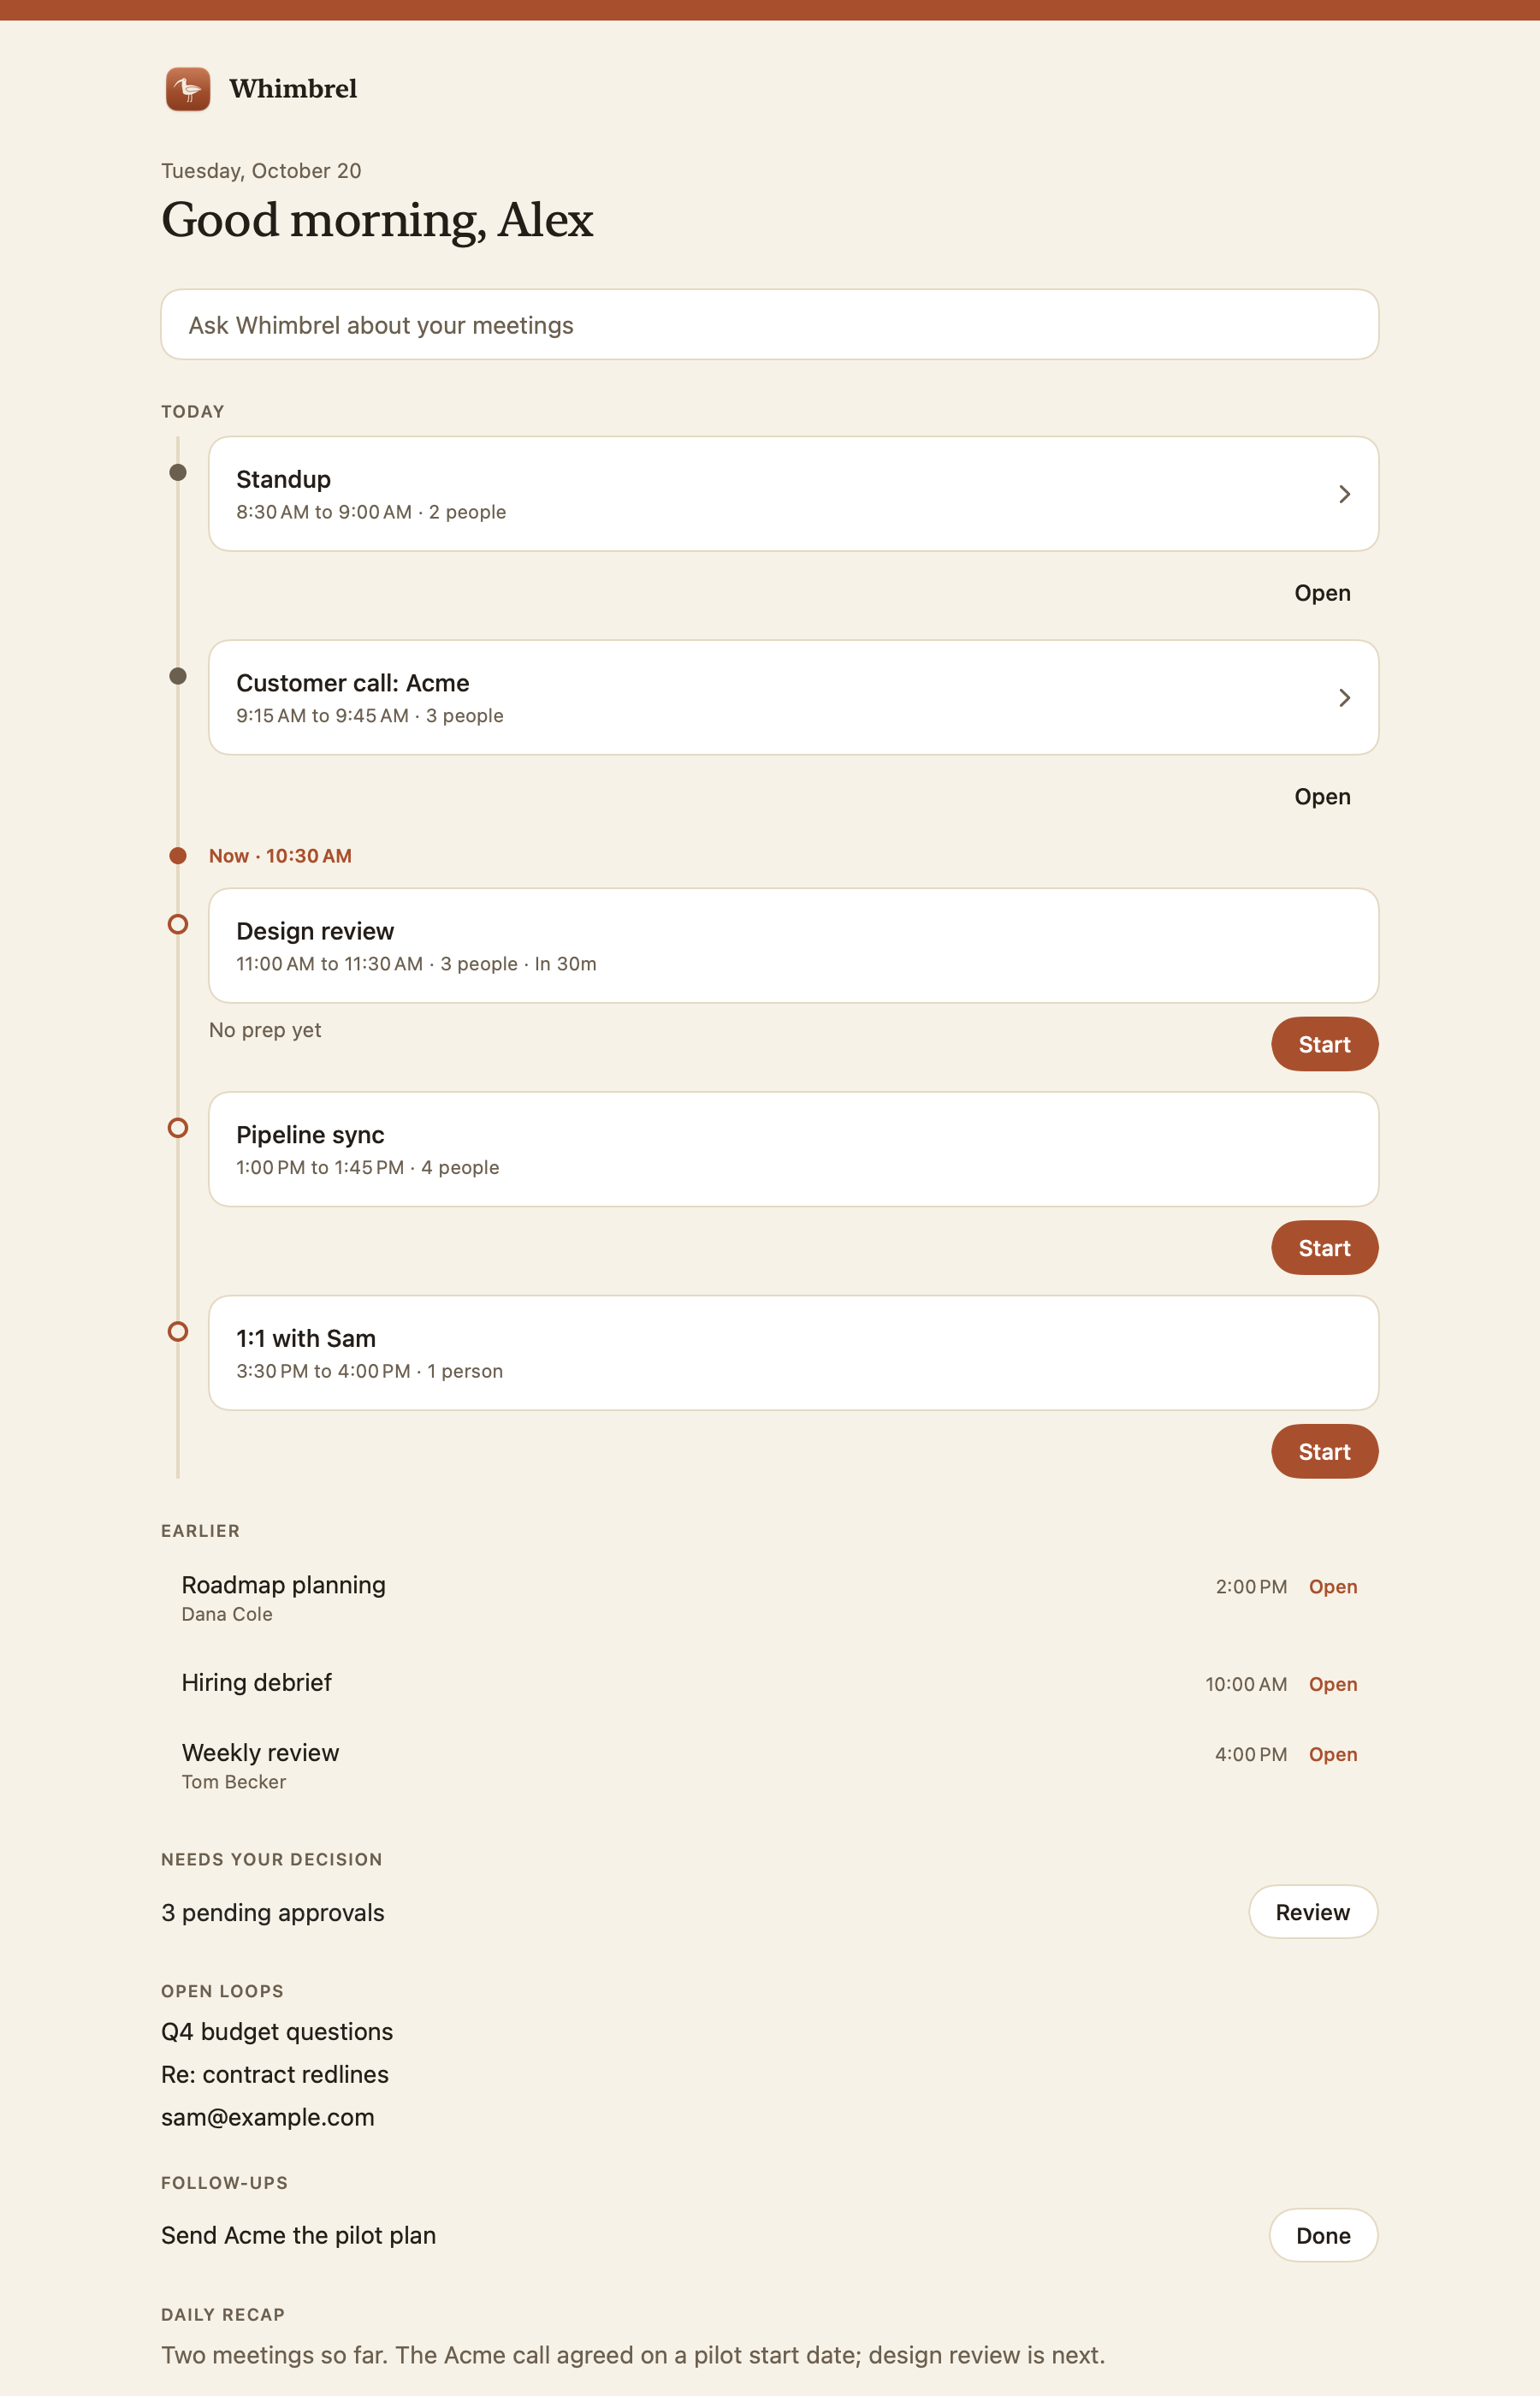 Whimbrel
Tuesday, October 20
Good morning, Alex
Ask Whimbrel about your meetings
TODAY
Standup
8:30 AM to 9:00 AM · 2 people
Open
Customer call: Acme
9:15 AM to 9:45 AM · 3 people
Open
Now · 10:30 AM
Design review
11:00 AM to 11:30 AM · 3 people · In 30m
No prep yet
Start
Pipeline sync
1:00 PM to 1:45 PM · 4 people
Start
1:1 with Sam
3:30 PM to 4:00 PM · 1 person
Start
EARLIER
Roadmap planning 2:00 PM Open
Dana Cole
Hiring debrief 10:00 AM Open
Weekly review 4:00 PM Open
Tom Becker
NEEDS YOUR DECISION
3 pending approvals Review
OPEN LOOPS
Q4 budget questions
Re: contract redlines
sam@example.com
FOLLOW-UPS
Send Acme the pilot plan Done
DAILY RECAP
Two meetings so far. The Acme call agreed on a pilot start date; design review is next.